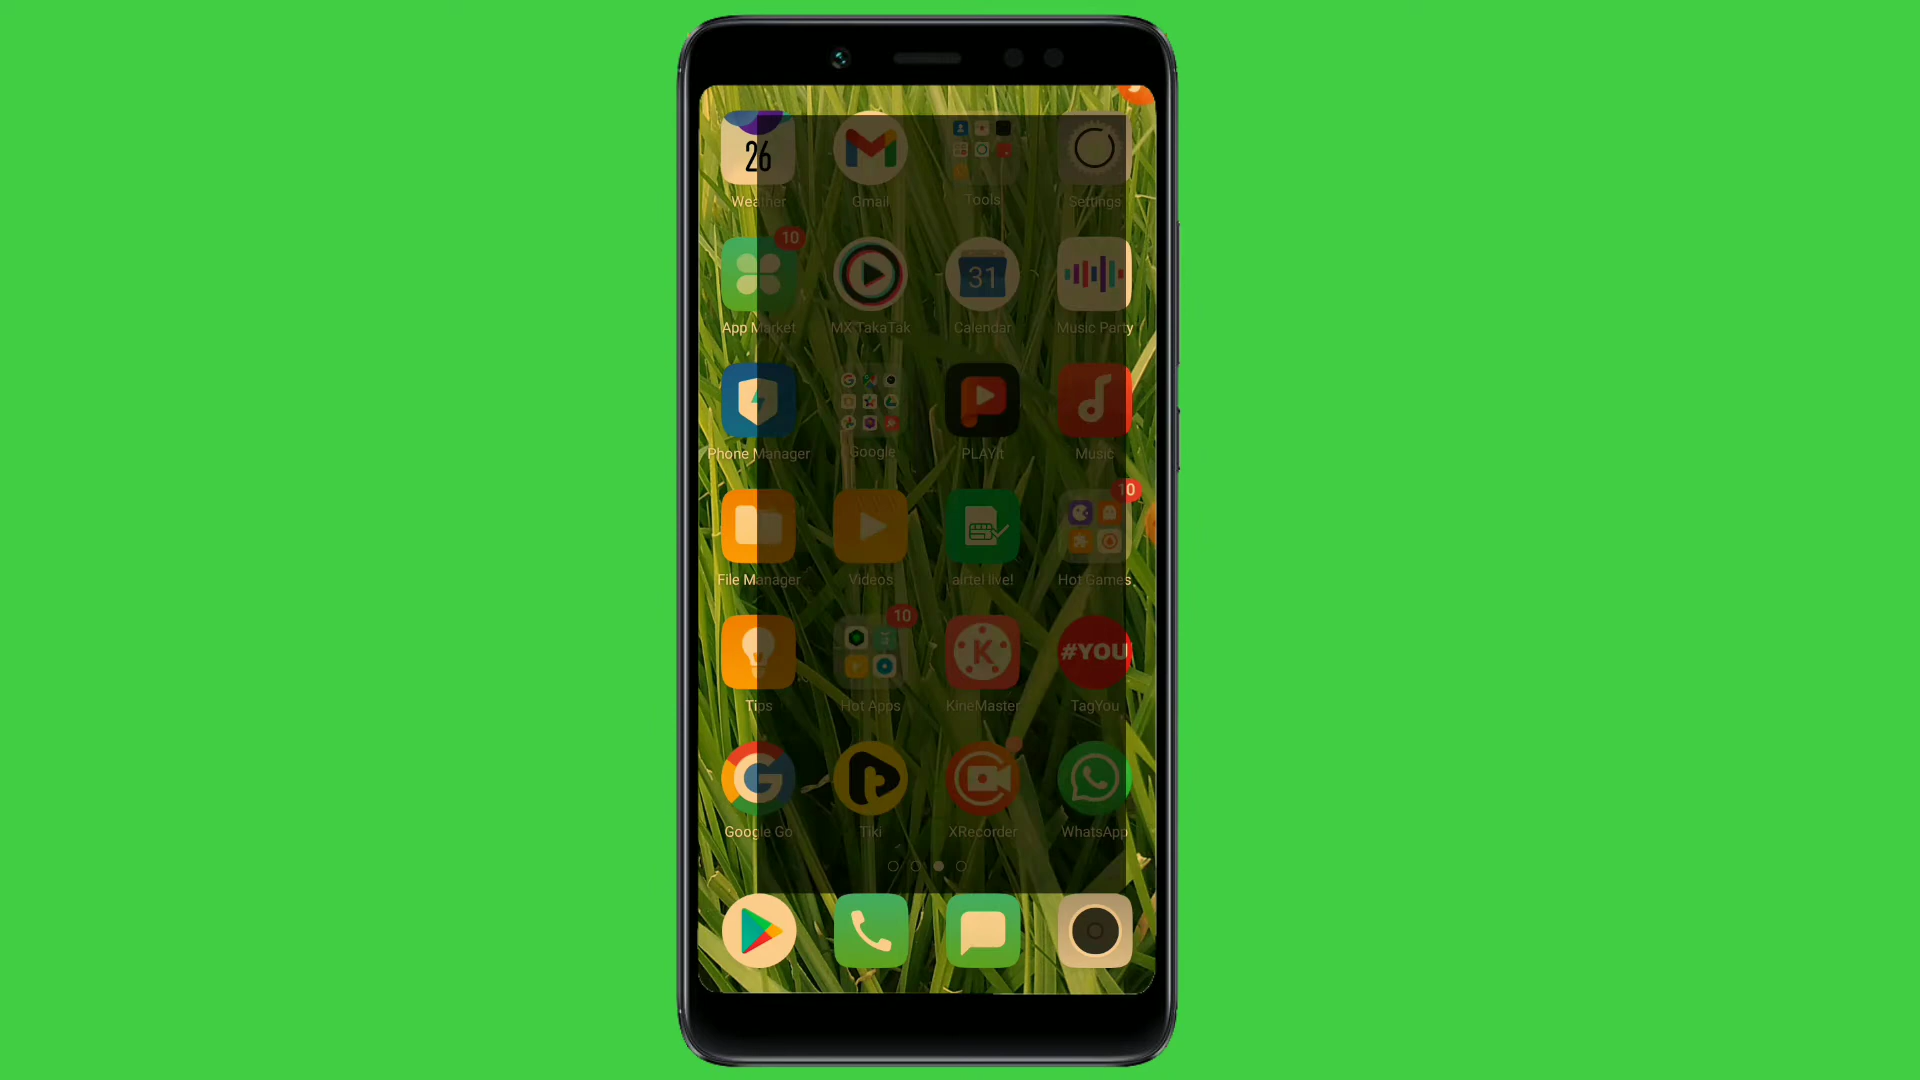 26
Weather
Gmail
Tools
Settings
10
31
App Market
MX TakaTak
Calendar
Music Party
Phone Manager
Google
PLAYit
Music
10
File Manager
Videos
airtel live!
Hot Games
10
K
#YOU
Tips
Hot Apps
KineMaster
TagYou
Google Go
Tiki
XRecorder
WhatsApp